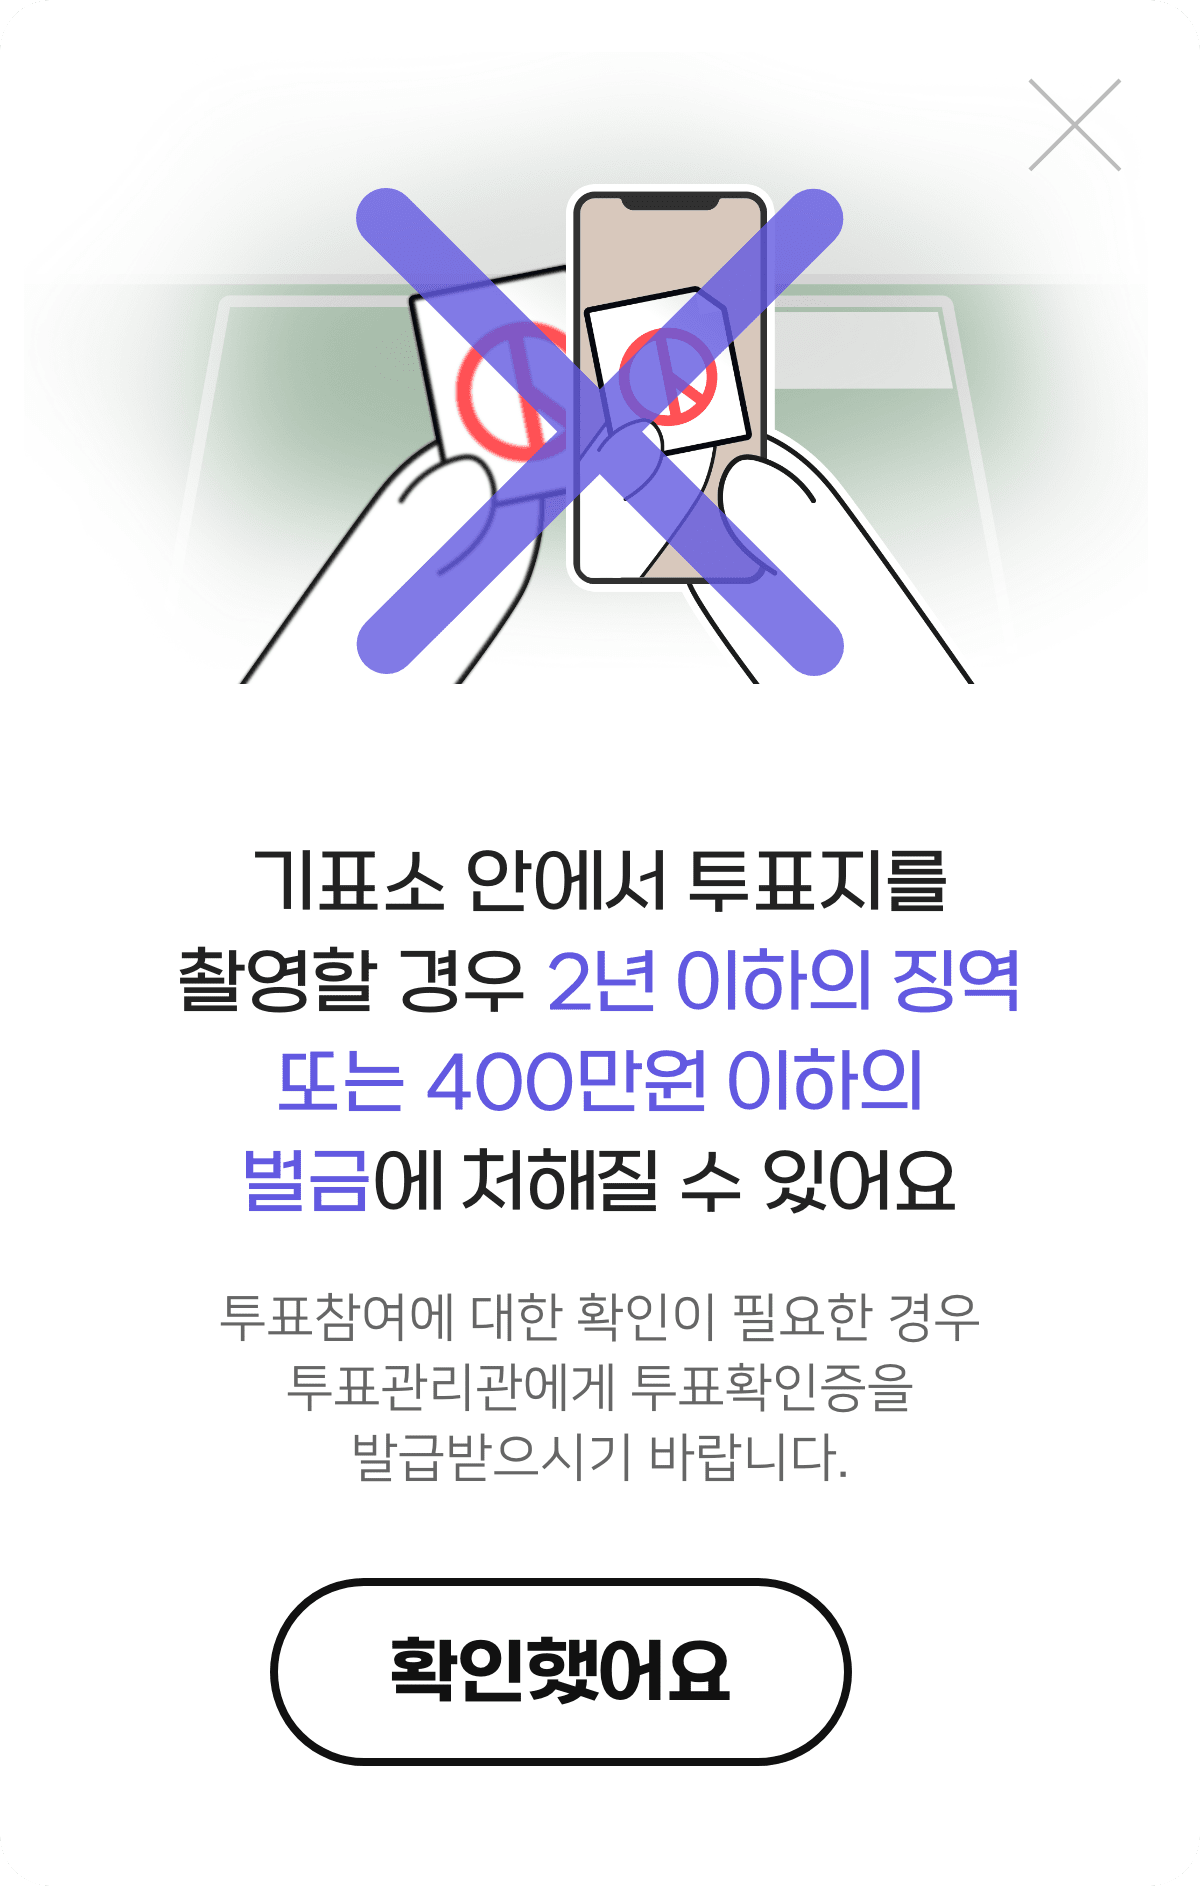 기표소 안에서 투표지를
촬영할 경우 2년 이하의 징역
또는 400만원 이하의
벌금에 처해질 수 있어요
투표참여에 대한 확인이 필요한 경우
투표관리관에게 투표확인증을
발급받으시기 바랍니다.
확인했어요